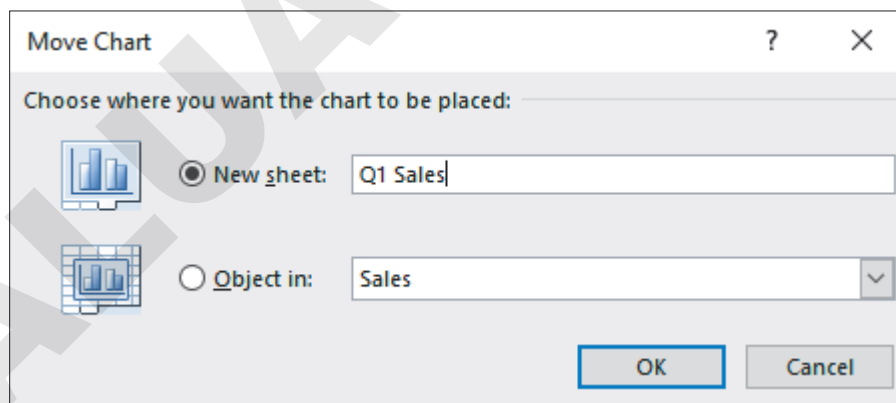 Move Chart ?
Choose where you want the chart to be placed:
New sheet: Q1 Sales
Object in: Sales
OK Cancel